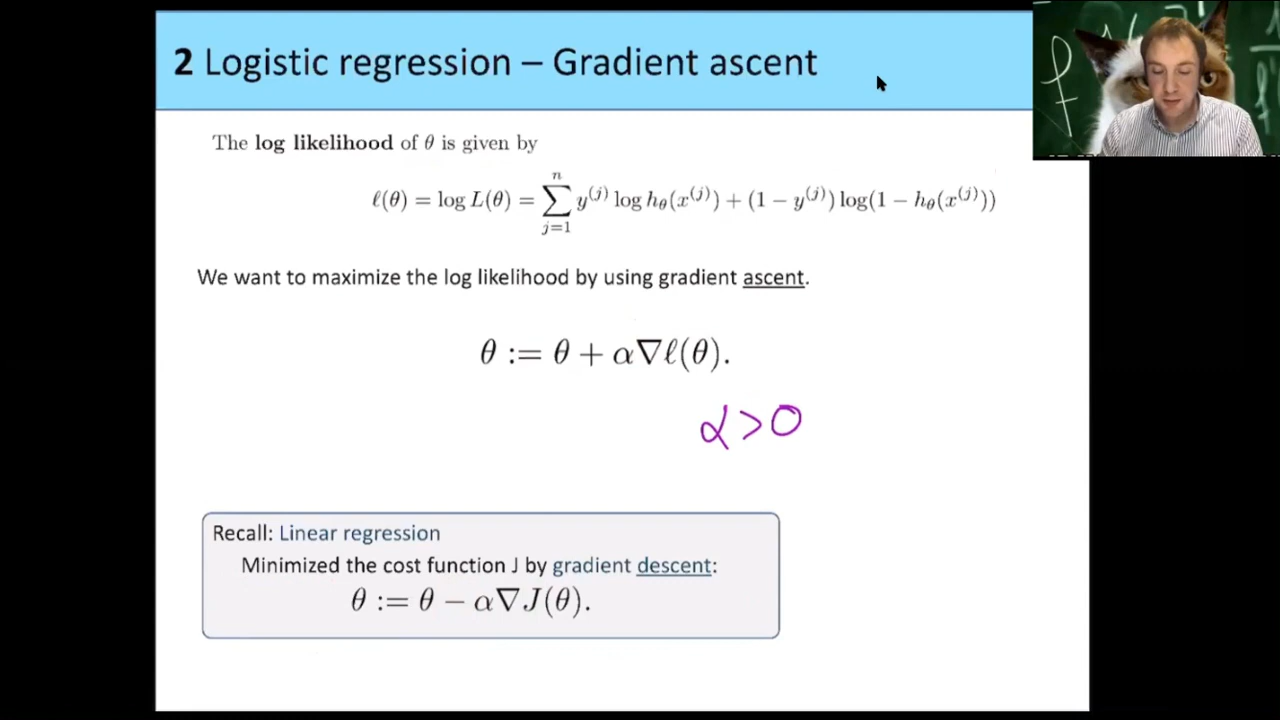 2 Logistic regression – Gradient ascent
The log likelihood of θ is given by
ℓ(θ) = log L(θ) = ∑_{j=1}^{n} y^{(j)} log h_θ(x^{(j)}) + (1 − y^{(j)}) log(1 − h_θ(x^{(j)}))
We want to maximize the log likelihood by using gradient ascent.
θ := θ + α∇ℓ(θ).
α>0
Recall: Linear regression
Minimized the cost function J by gradient descent:
θ := θ − α∇J(θ).